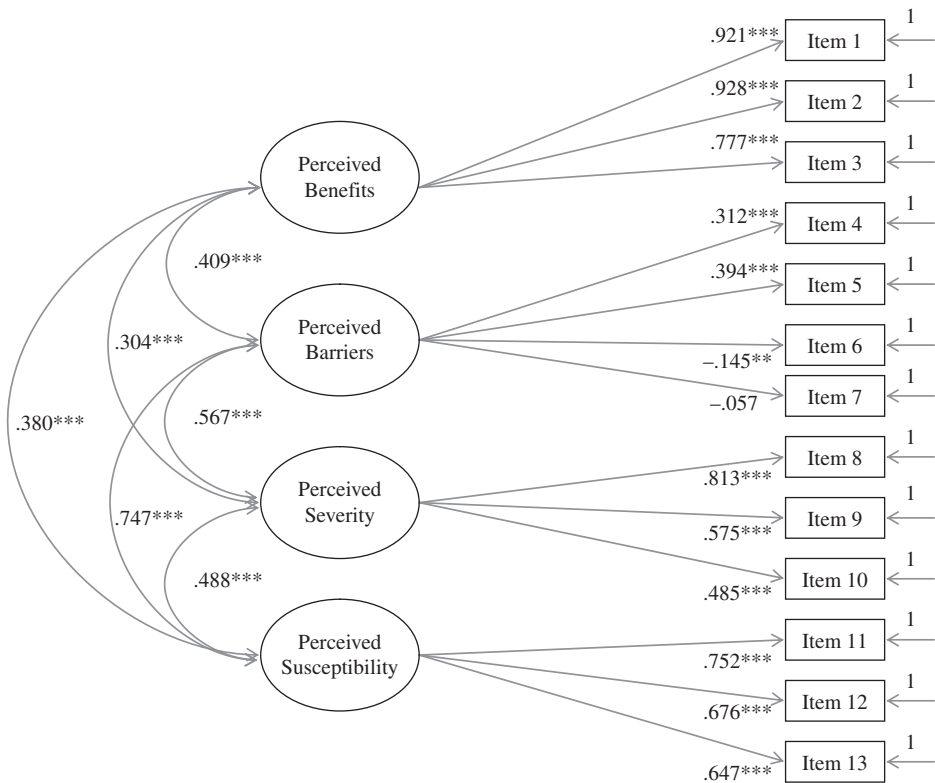 .921***
Item 1
1
.928***
Item 2
1
.777***
Item 3
1
Perceived
Benefits
.312***
Item 4
1
.409***
.394***
Item 5
1
.304***
Perceived
Barriers
–.145**
Item 6
1
–.057
Item 7
1
.380***
.567***
.813***
Item 8
1
.747***
Perceived
Severity
.575***
Item 9
1
.488***
.485***
Item 10
1
Perceived
Susceptibility
.752***
Item 11
1
.676***
Item 12
1
.647***
Item 13
1